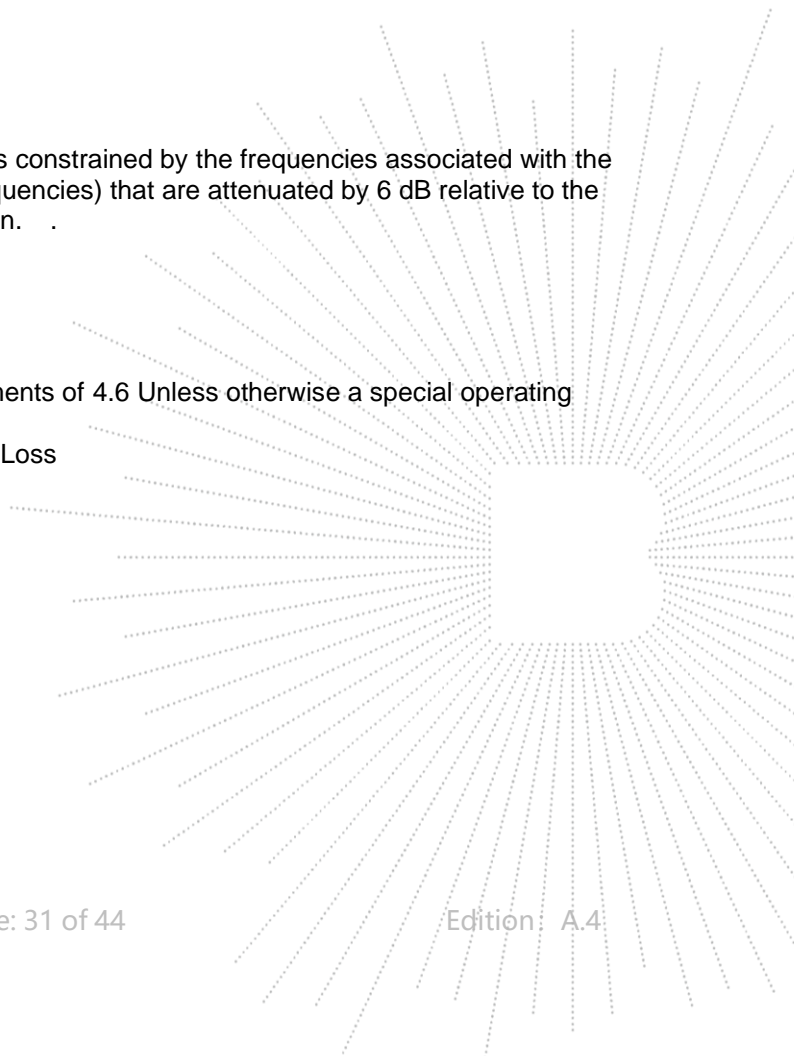 s constrained by the frequencies associated with the
uencies) that are attenuated by 6 dB relative to the
n. .
nents of 4.6 Unless otherwise a special operating
Loss
e: 31 of 44 Edition: A.4